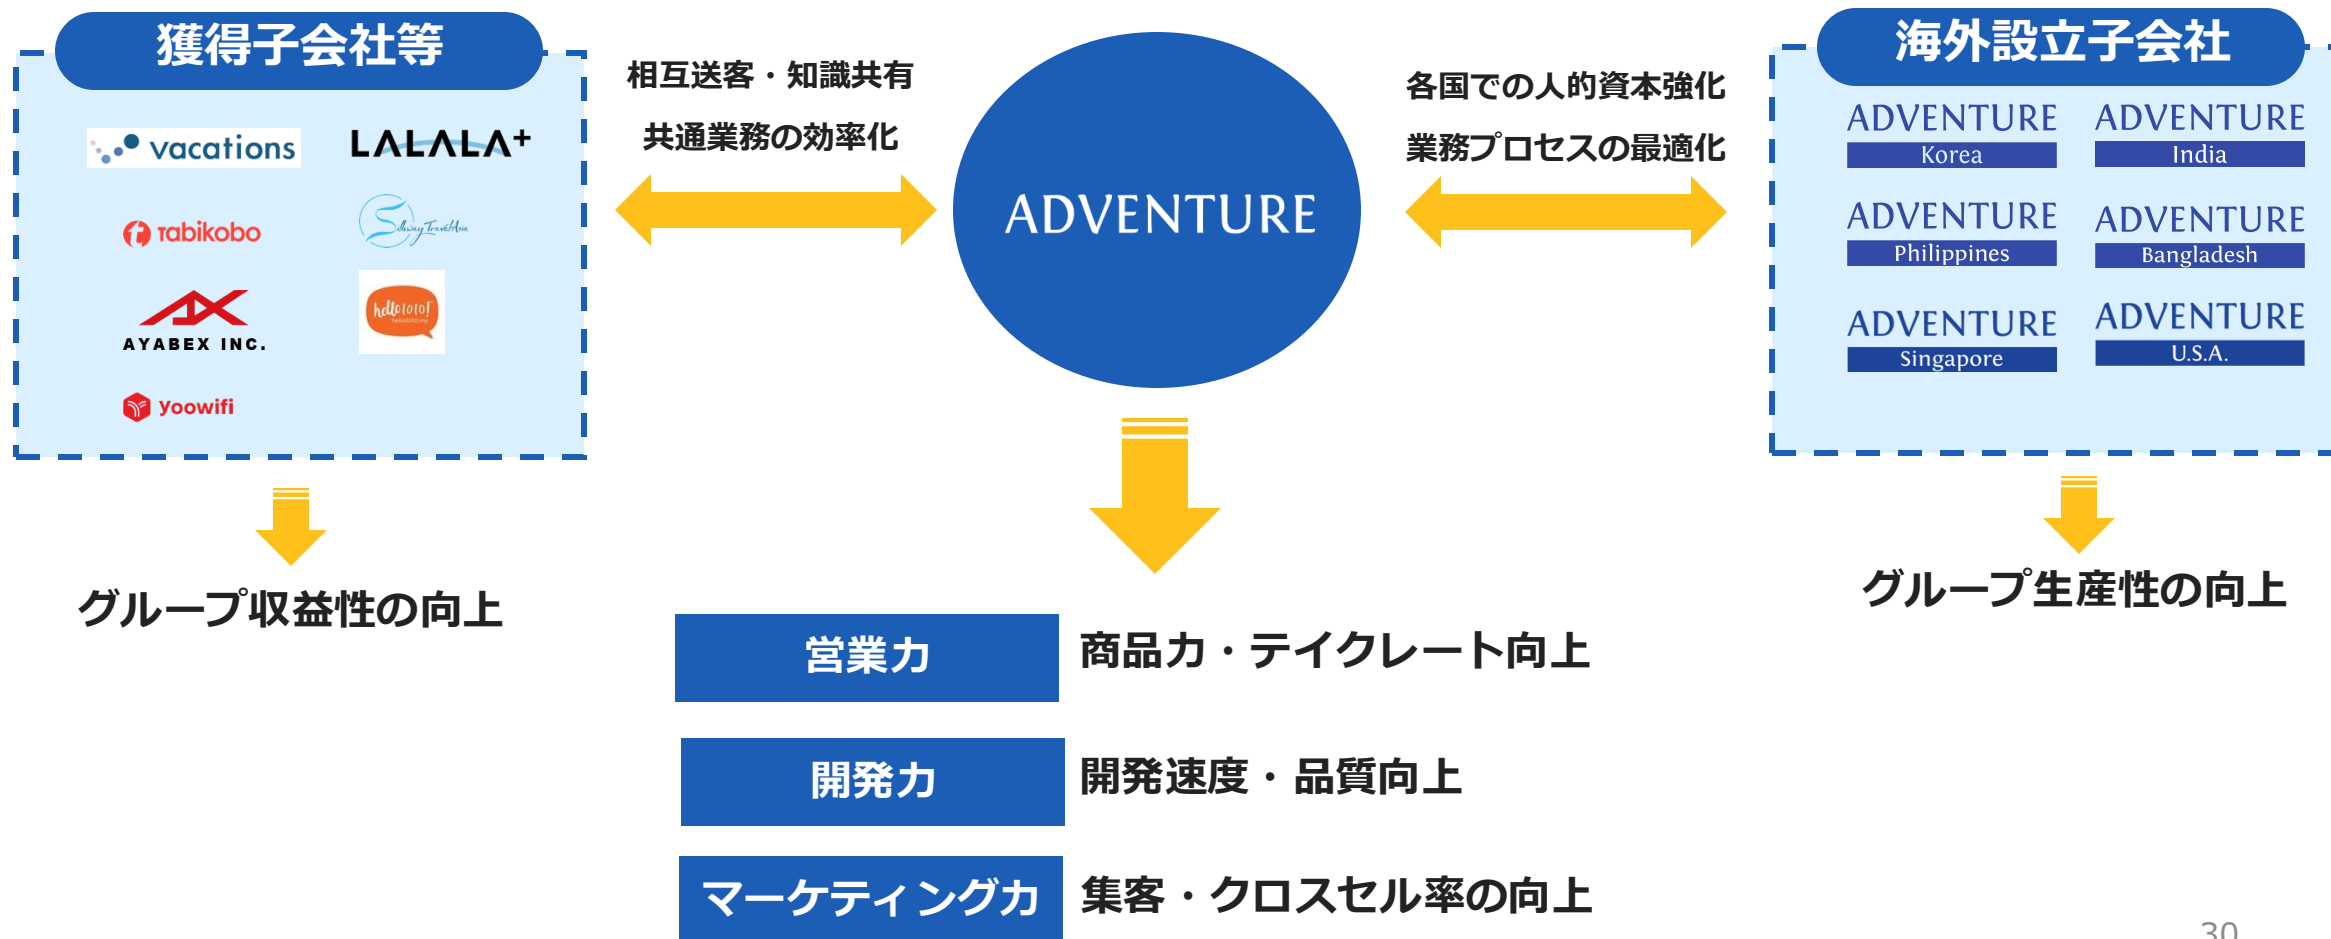 獲得子会社等
vacations
LALALA+
Tabikobo
Silkway TravelAsia
AYABEX INC.
hello1010!
hello1010.my
yoowifi
グループ収益性の向上
相互送客・知識共有
共通業務の効率化
ADVENTURE
各国での人的資本強化
業務プロセスの最適化
海外設立子会社
ADVENTURE
Korea
ADVENTURE
India
ADVENTURE
Philippines
ADVENTURE
Bangladesh
ADVENTURE
Singapore
ADVENTURE
U.S.A.
グループ生産性の向上
営業力
商品力・テイクレート向上
開発力
開発速度・品質向上
マーケティング力
集客・クロスセル率の向上
30